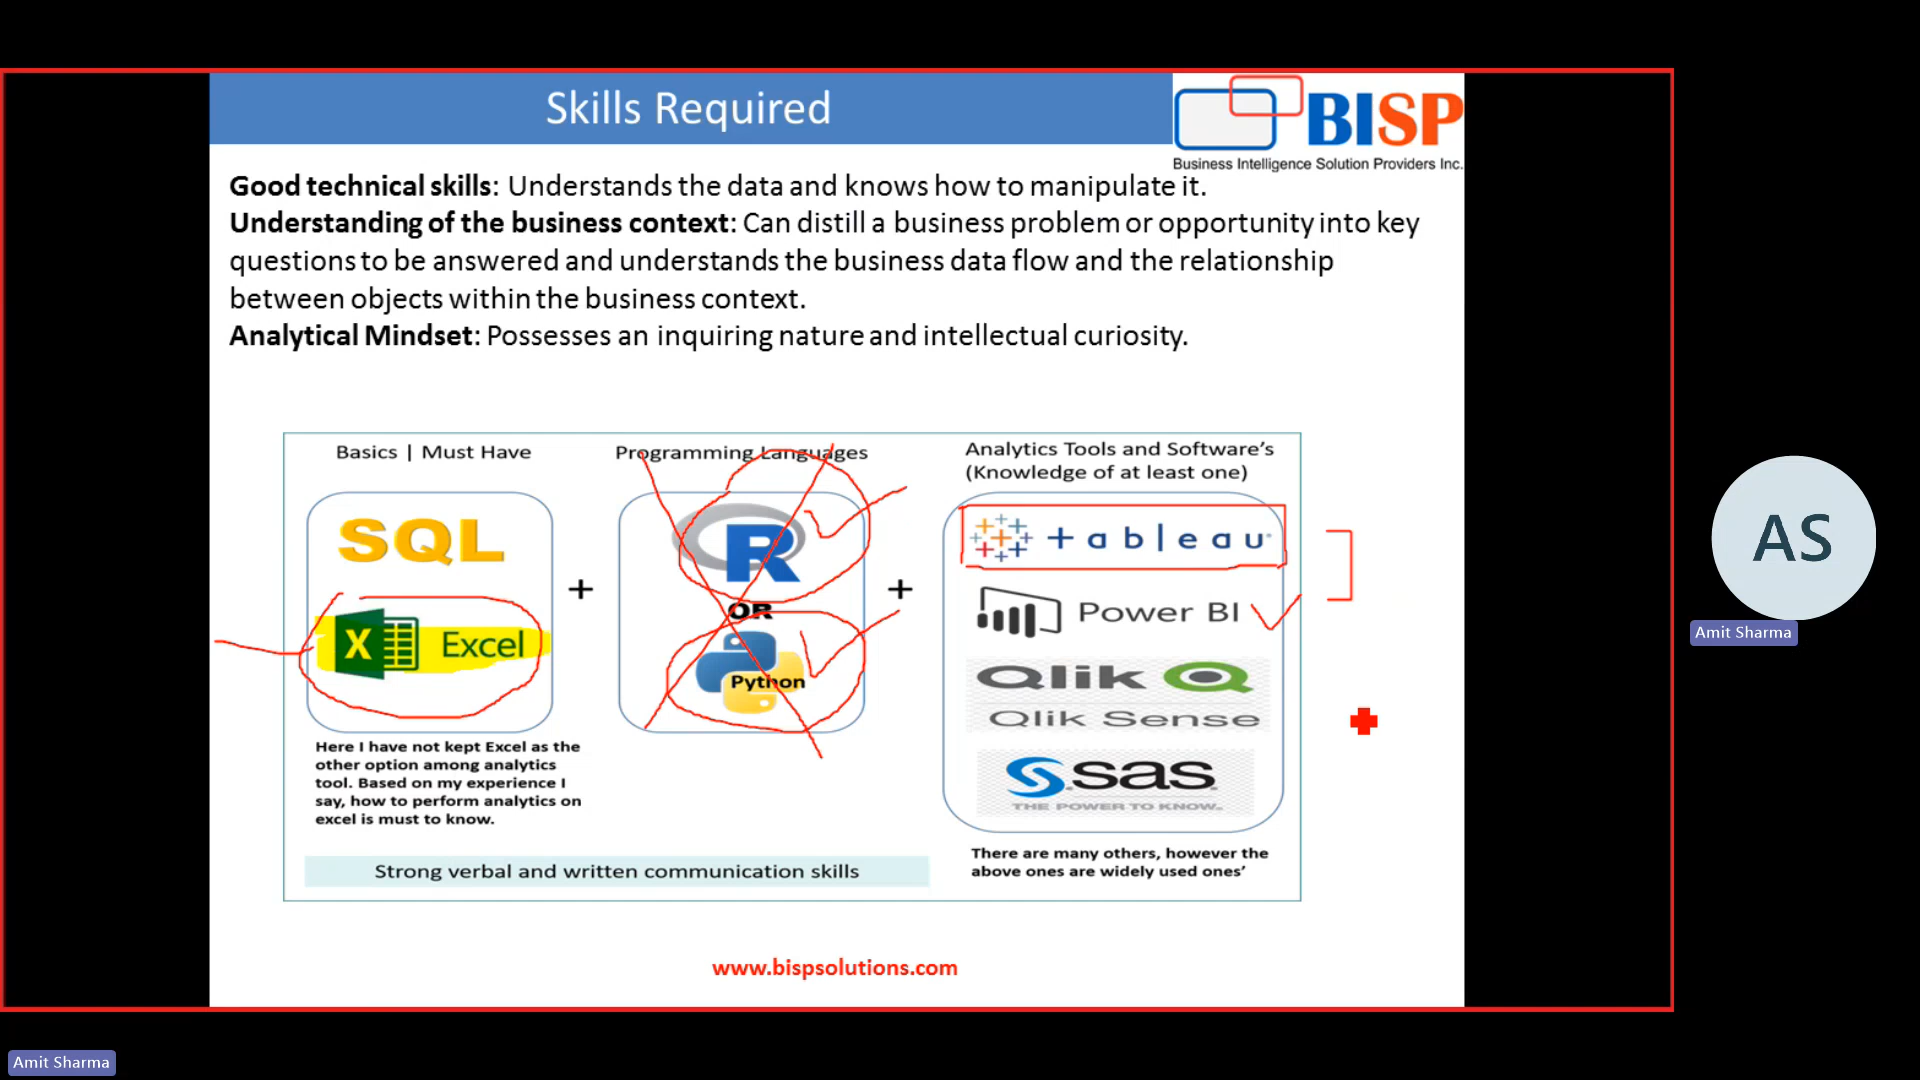 Skills Required
BISP
Business Intelligence Solution Providers Inc.
Good technical skills: Understands the data and knows how to manipulate it.
Understanding of the business context: Can distill a business problem or opportunity into key
questions to be answered and understands the business data flow and the relationship
between objects within the business context.
Analytical Mindset: Possesses an inquiring nature and intellectual curiosity.
Basics | Must Have
SQL
X Excel
Here I have not kept Excel as the
other option among analytics
tool. Based on my experience I
say, how to perform analytics on
excel is must to know.
+
Programming Languages
R
OR
Python
+
Analytics Tools and Software's
(Knowledge of at least one)
+ableau
Power BI
Qlik Q
Qlik Sense
sas
THE POWER TO KNOW
There are many others, however the
above ones are widely used ones'
Strong verbal and written communication skills
www.bispsolutions.com
AS
Amit Sharma
Amit Sharma